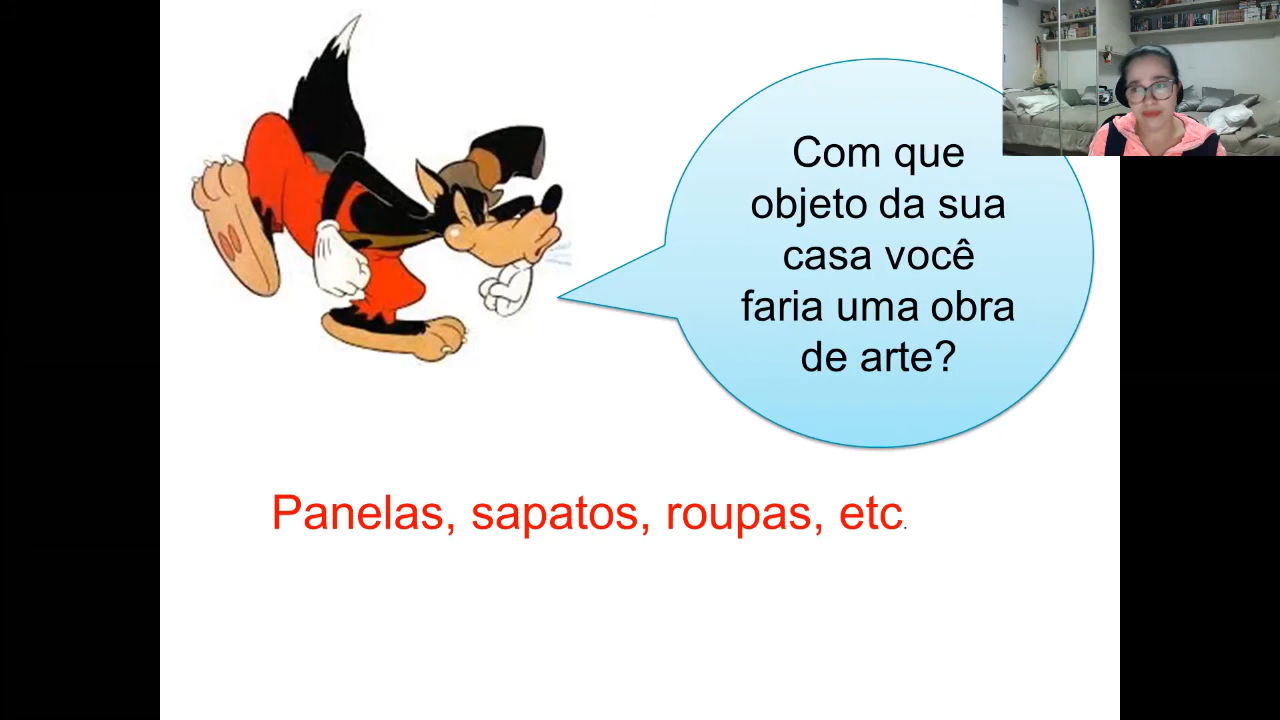 Com que
objeto da sua
casa você
faria uma obra
de arte?
Panelas, sapatos, roupas, etc.